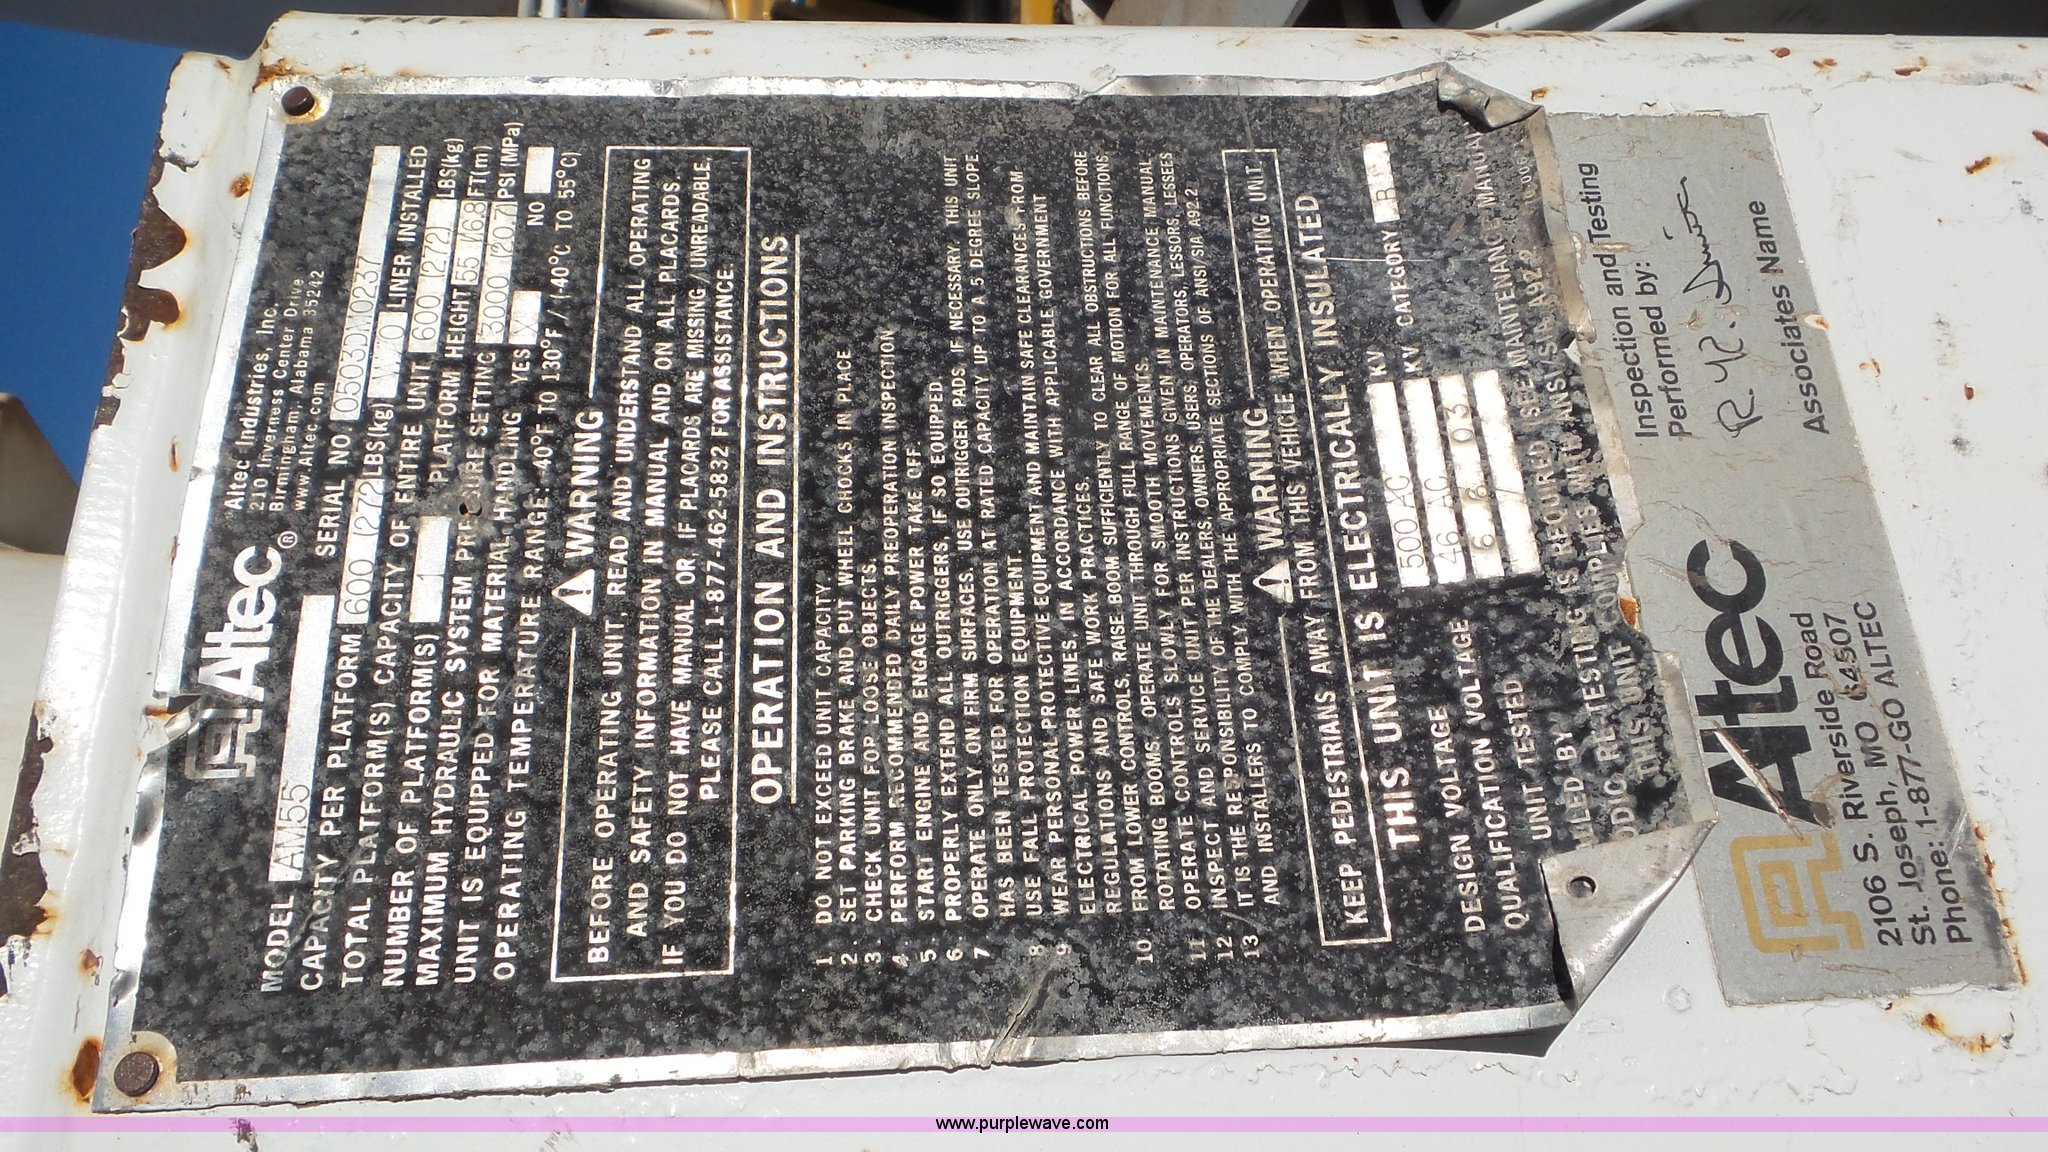 Altec
®
Altec Industries, Inc.
210 Inverness Center Drive
Birmingham, Alabama 35242
www.Altec.com
MODEL AM55 SERIAL NO 0503DM0237
CAPACITY PER PLATFORM 600 (272) LBS(kg) W/O LINER INSTALLED
TOTAL PLATFORM(S) CAPACITY OF ENTIRE UNIT 600 (272) LBS(kg)
NUMBER OF PLATFORM(S) 1 PLATFORM HEIGHT 55 (16.8) FT(m)
MAXIMUM HYDRAULIC SYSTEM PRESSURE SETTING 3000 (20.7) PSI (MPa)
UNIT IS EQUIPPED FOR MATERIAL HANDLING YES X NO
OPERATING TEMPERATURE RANGE -40°F TO 130°F / (-40°C TO 55°C)
WARNING
BEFORE OPERATING UNIT, READ AND UNDERSTAND ALL OPERATING
AND SAFETY INFORMATION IN MANUAL AND ON ALL PLACARDS.
IF YOU DO NOT HAVE MANUAL OR, IF PLACARDS ARE MISSING/UNREADABLE,
PLEASE CALL 1-877-462-5832 FOR ASSISTANCE.
OPERATION AND INSTRUCTIONS
1. DO NOT EXCEED UNIT CAPACITY.
2. SET PARKING BRAKE AND PUT WHEEL CHOCKS IN PLACE
3. CHECK UNIT FOR LOOSE OBJECTS.
4. PERFORM RECOMMENDED DAILY PREOPERATION INSPECTION
5. START ENGINE AND ENGAGE POWER TAKE OFF.
6. PROPERLY EXTEND ALL OUTRIGGERS, IF SO EQUIPPED.
7. OPERATE ONLY ON FIRM SURFACES, USE OUTRIGGER PADS IF NECESSARY. THIS UNIT
HAS BEEN TESTED FOR OPERATION AT RATED CAPACITY UP TO A 5 DEGREE SLOPE
8. USE FALL PROTECTION EQUIPMENT.
9. WEAR PERSONAL PROTECTIVE EQUIPMENT AND MAINTAIN SAFE CLEARANCES FROM
ELECTRICAL POWER LINES, IN ACCORDANCE WITH APPLICABLE GOVERNMENT
REGULATIONS AND SAFE WORK PRACTICES.
10. FROM LOWER CONTROLS, RAISE BOOM SUFFICIENTLY TO CLEAR ALL OBSTRUCTIONS BEFORE
ROTATING BOOMS. OPERATE UNIT THROUGH FULL RANGE OF MOTION FOR ALL FUNCTIONS
11. OPERATE CONTROLS SLOWLY FOR SMOOTH MOVEMENTS.
12. INSPECT AND SERVICE UNIT PER INSTRUCTIONS GIVEN IN MAINTENANCE MANUAL
13. IT IS THE RESPONSIBILITY OF THE DEALERS, OWNERS, USERS, OPERATORS, LESSORS, LESSEES
AND INSTALLERS TO COMPLY WITH THE APPROPRIATE SECTIONS OF ANSI/SIA A92.2
WARNING
KEEP PEDESTRIANS AWAY FROM THIS VEHICLE WHEN OPERATING UNIT
THIS UNIT IS ELECTRICALLY INSULATED
DESIGN VOLTAGE 500 AC KV CATEGORY B
QUALIFICATION VOLTAGE 46 AC KV
UNIT TESTED 6 6 03
TESTING IS REQUIRED (SEE MAINTENANCE MANUAL
THIS UNIT COMPLIES WITH ANSI/SIA A92.2
Altec
2106 S. Riverside Road
St. Joseph, MO 64507
Phone: 1-877-GO ALTEC
Inspection and Testing
Performed by:
Associates Name
www.purplewave.com